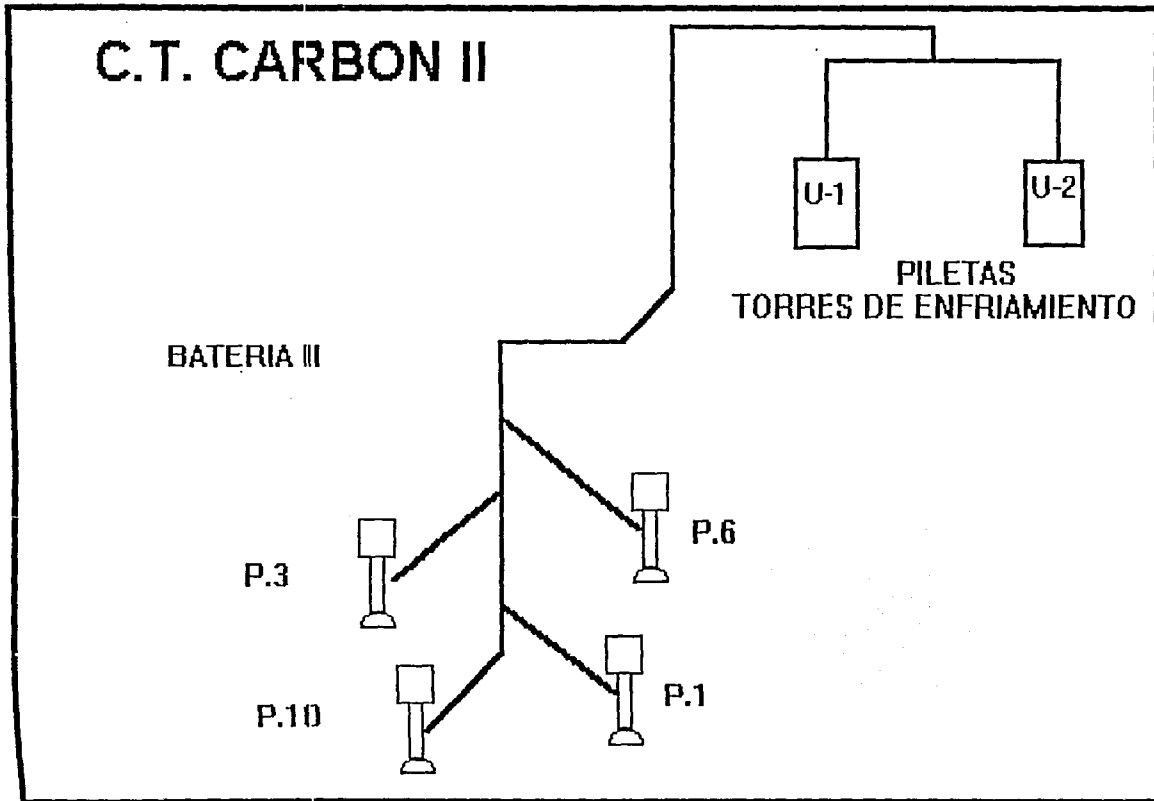 C.T. CARBON II
U-1
U-2
PILETAS
TORRES DE ENFRIAMIENTO
BATERIA III
P.6
P.3
P.1
P.10